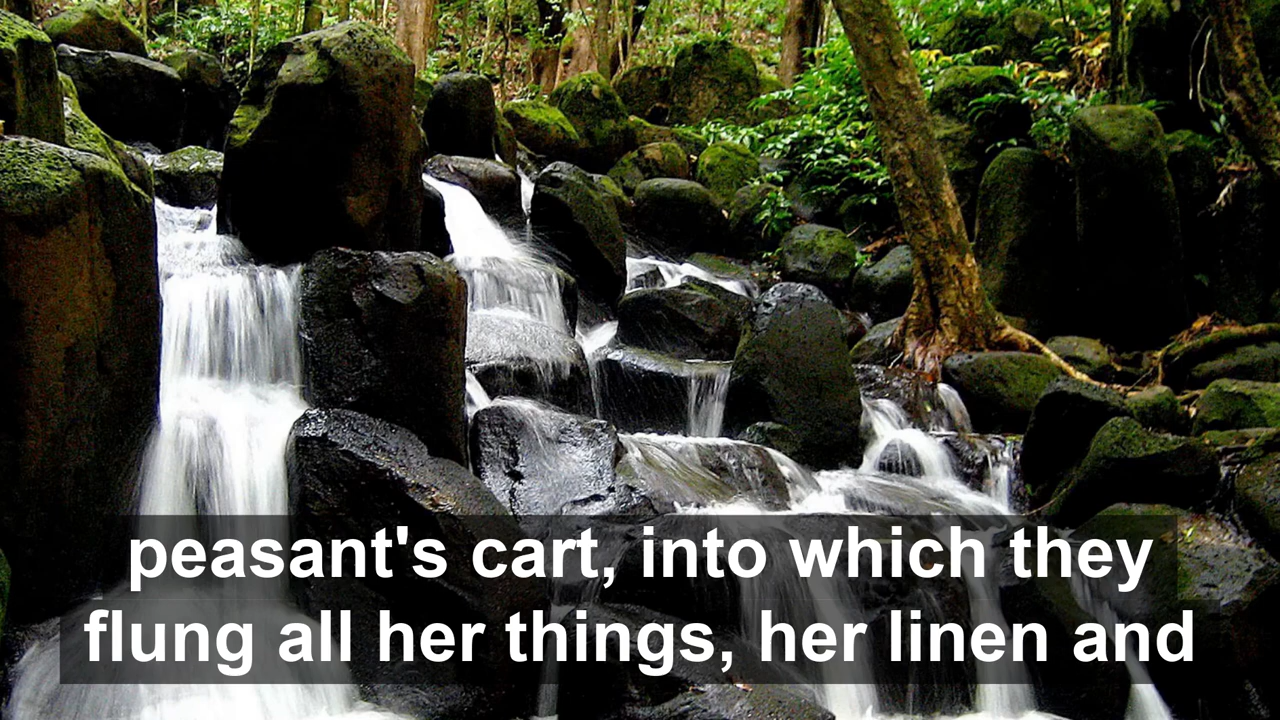 peasant's cart, into which they
flung all her things, her linen and